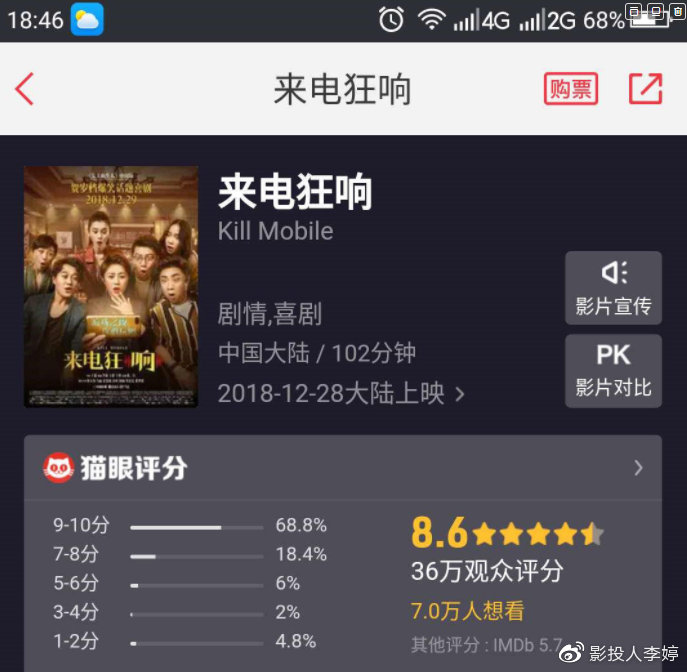 18:46
4G 2G 68%
来电狂响
购票
贺岁档爆笑话题喜剧
2018.12.29
来电狂响
来电狂响
Kill Mobile
剧情,喜剧
中国大陆 / 102分钟
2018-12-28大陆上映
影片宣传
PK
影片对比
猫眼评分
9-10分 68.8%
7-8分 18.4%
5-6分 6%
3-4分 2%
1-2分 4.8%
8.6
36万观众评分
7.0万人想看
其他评分 : IMDb 5.7
影投人李婷